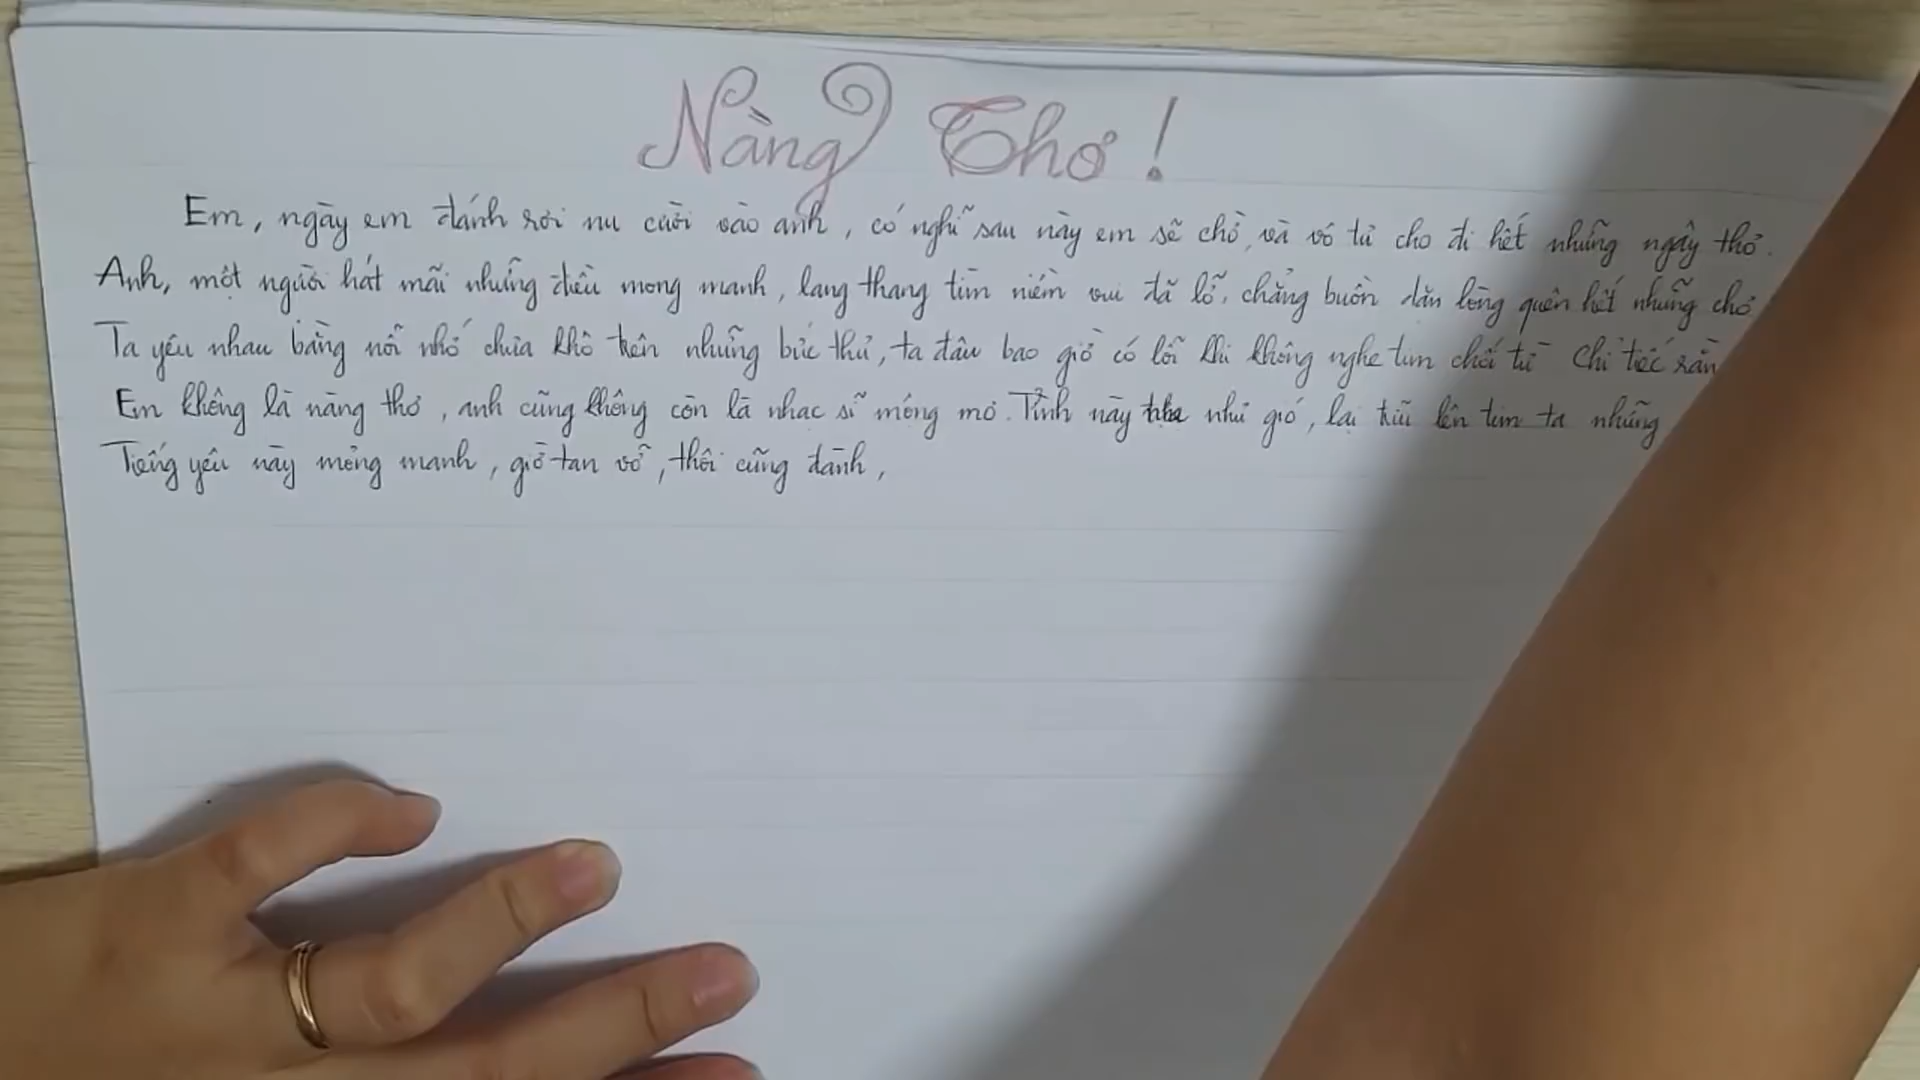 Nàng Thơ!
Em, ngày em đánh rơi nụ cười vào anh, có nghĩ sau này em sẽ chờ, và vô tư cho đi hết những ngây thơ.
Anh, một người hát mãi những điều mong manh, lang thang tìm niềm vui đã lỡ, chẳng buồn dặn lòng quên hết những chơ
Ta yêu nhau bằng nỗi nhớ chưa khô trên những bức thư, ta đâu bao giờ có lỗi khi không nghe tim chối từ Chỉ tiếc rằn
Em không là nàng thơ, anh cũng không còn là nhạc sĩ mộng mơ. Tình này như gió, lại trĩu lên tim ta những
Tiếng yêu này mỏng manh, giờ tan vỡ, thôi cũng đành,